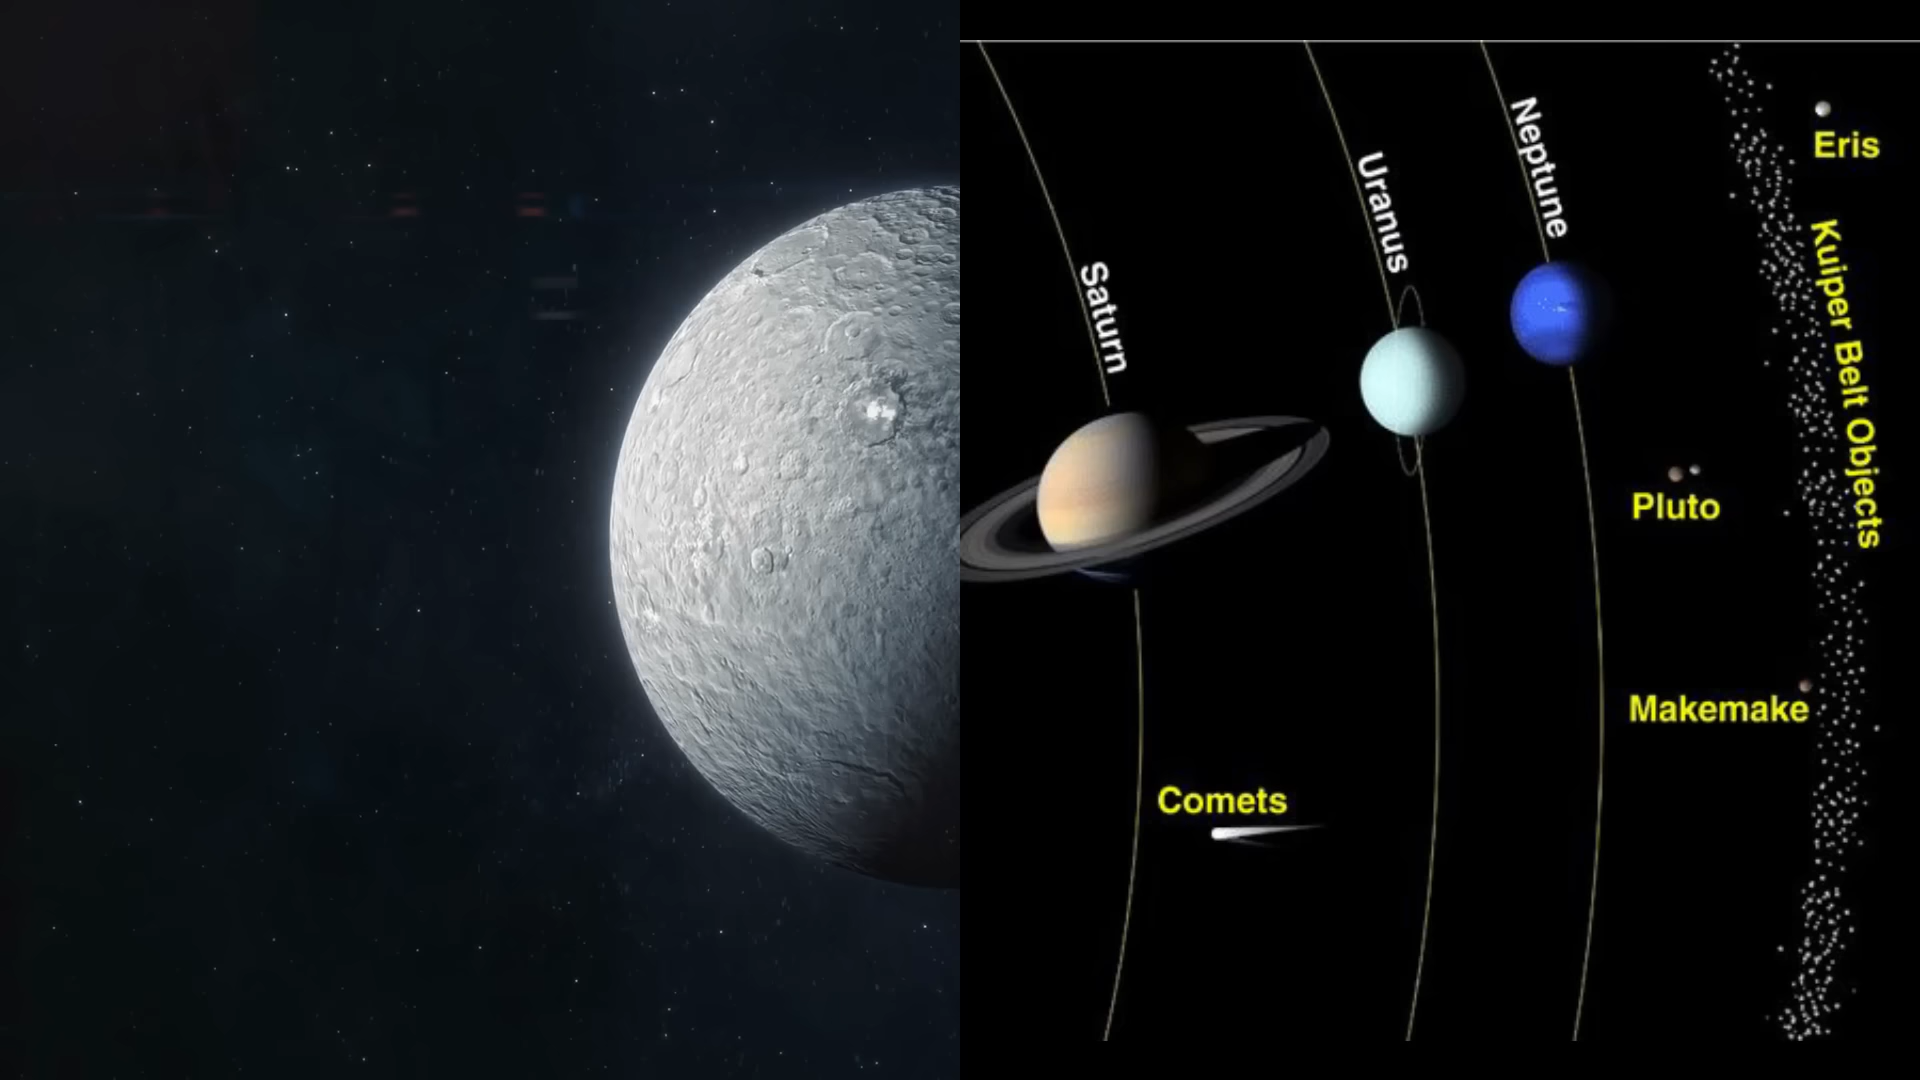 Saturn
Uranus
Neptune
Eris
Kuiper Belt Objects
Pluto
Makemake
Comets